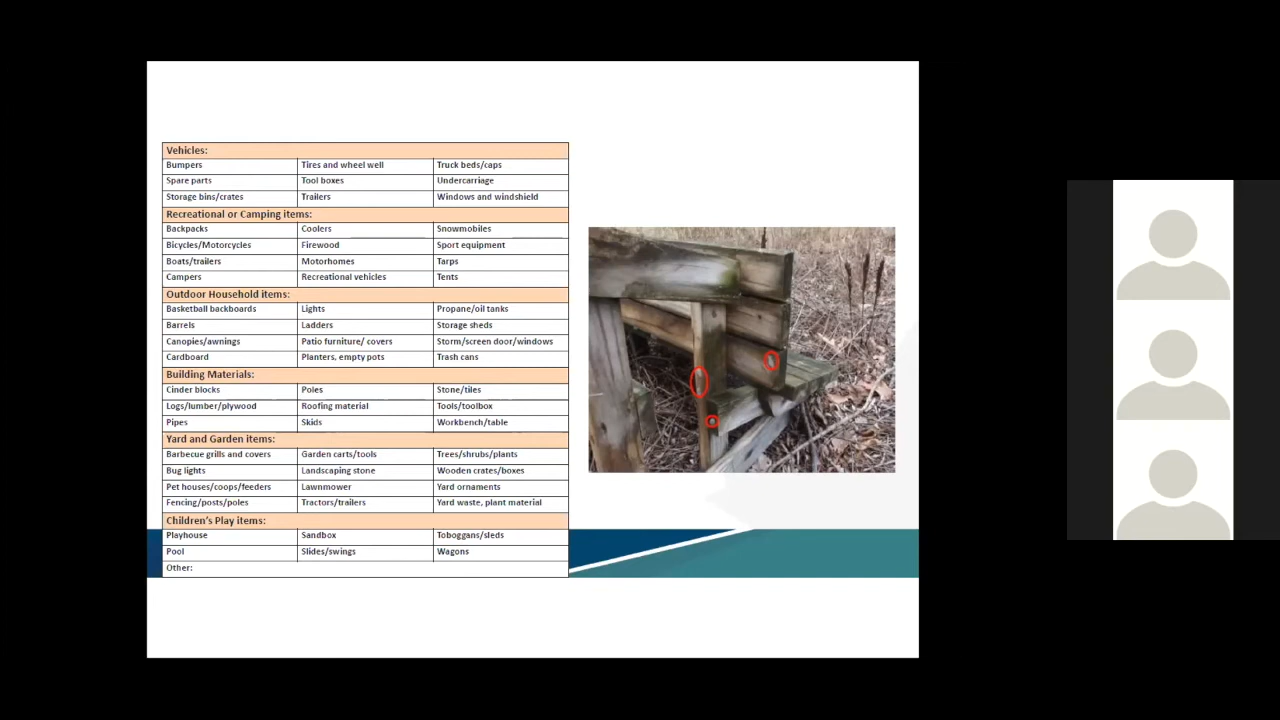 Vehicles:
Bumpers Tires and wheel well Truck beds/caps
Spare parts Tool boxes Undercarriage
Storage bins/crates Trailers Windows and windshield
Recreational or Camping items:
Backpacks Coolers Snowmobiles
Bicycles/Motorcycles Firewood Sport equipment
Boats/trailers Motorhomes Tarps
Campers Recreational vehicles Tents
Outdoor Household items:
Basketball backboards Lights Propane/oil tanks
Barrels Ladders Storage sheds
Canopies/awnings Patio furniture/ covers Storm/screen door/windows
Cardboard Planters, empty pots Trash cans
Building Materials:
Cinder blocks Poles Stone/tiles
Logs/lumber/plywood Roofing material Tools/toolbox
Pipes Skids Workbench/table
Yard and Garden items:
Barbecue grills and covers Garden carts/tools Trees/shrubs/plants
Bug lights Landscaping stone Wooden crates/boxes
Pet houses/coops/feeders Lawnmower Yard ornaments
Fencing/posts/poles Tractors/trailers Yard waste, plant material
Children's Play items:
Playhouse Sandbox Toboggans/sleds
Pool Slides/swings Wagons
Other: